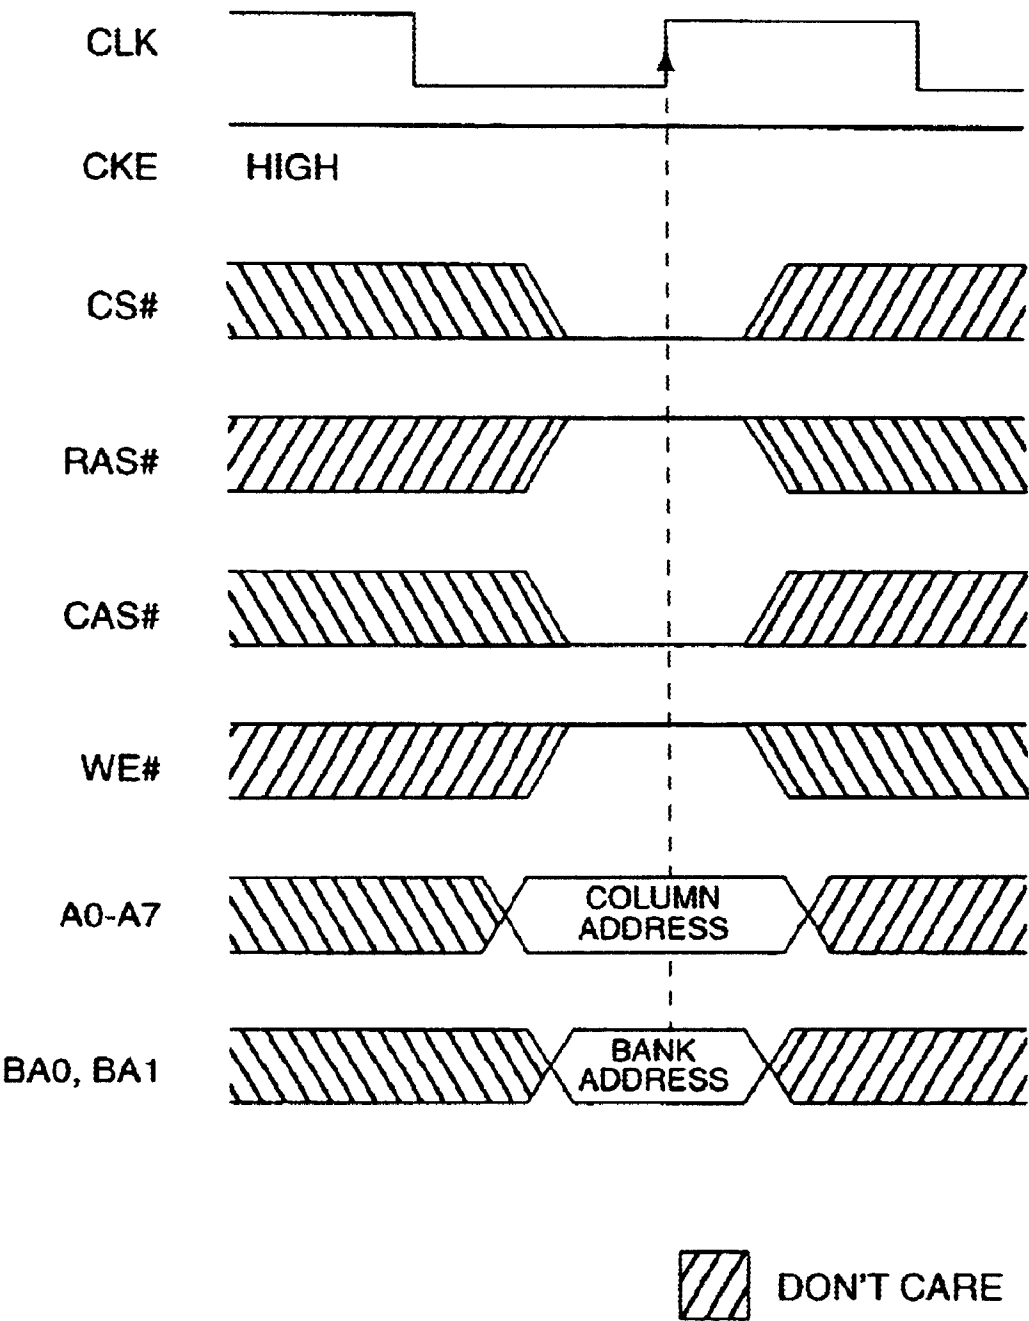 CLK
CKE HIGH
CS#
RAS#
CAS#
WE#
A0-A7 COLUMN
ADDRESS
BA0, BA1 BANK
ADDRESS
DON'T CARE